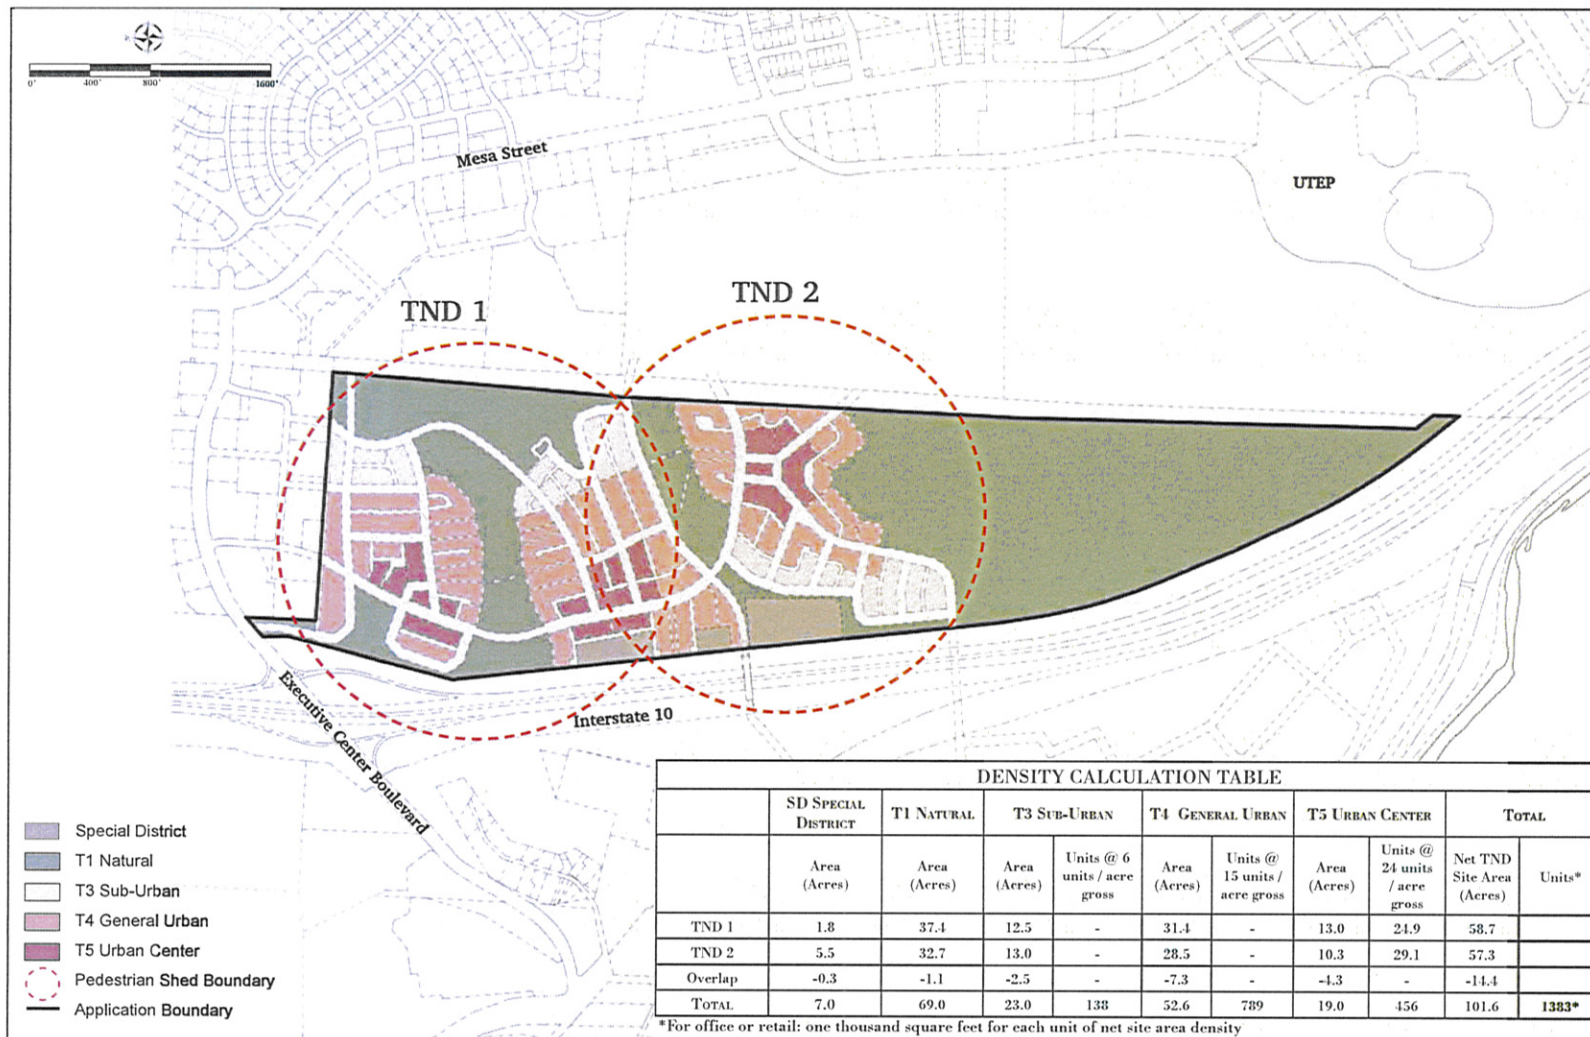 0' 400' 800' 1600'
Mesa Street
UTEP
TND 1
TND 2
Executive Center Boulevard
Interstate 10
Special District
T1 Natural
T3 Sub-Urban
T4 General Urban
T5 Urban Center
Pedestrian Shed Boundary
Application Boundary
DENSITY CALCULATION TABLE
SD SPECIAL DISTRICT T1 NATURAL T3 SUB-URBAN T4 GENERAL URBAN T5 URBAN CENTER TOTAL
Area (Acres) Area (Acres) Area (Acres) Units @ 6 units / acre gross Area (Acres) Units @ 15 units / acre gross Area (Acres) Units @ 24 units / acre gross Net TND Site Area (Acres) Units*
TND 1 1.8 37.4 12.5 - 31.4 - 13.0 24.9 58.7
TND 2 5.5 32.7 13.0 - 28.5 - 10.3 29.1 57.3
Overlap -0.3 -1.1 -2.5 - -7.3 - -4.3 - -14.4
TOTAL 7.0 69.0 23.0 138 52.6 789 19.0 456 101.6 1383*
*For office or retail: one thousand square feet for each unit of net site area density